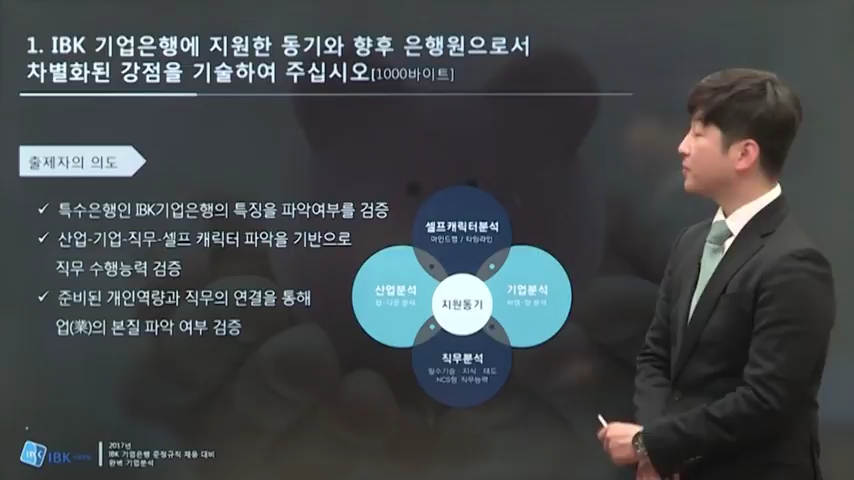 1. IBK 기업은행에 지원한 동기와 향후 은행원으로서
차별화된 강점을 기술하여 주십시오[1000바이트]
출제자의 의도
✓ 특수은행인 IBK기업은행의 특징을 파악여부를 검증
✓ 산업-기업-직무-셀프 캐릭터 파악을 기반으로
직무 수행능력 검증
✓ 준비된 개인역량과 직무의 연결을 통해
업(業)의 본질 파악 여부 검증
셀프캐릭터분석
마인드맵 / 타임라인
산업분석
기업분석
지원동기
직무분석
필수기술 · 지식 · 태도
NCS형 직무능력
IBK
2017년
IBK 기업은행 준정규직 채용 대비
완벽 기업분석